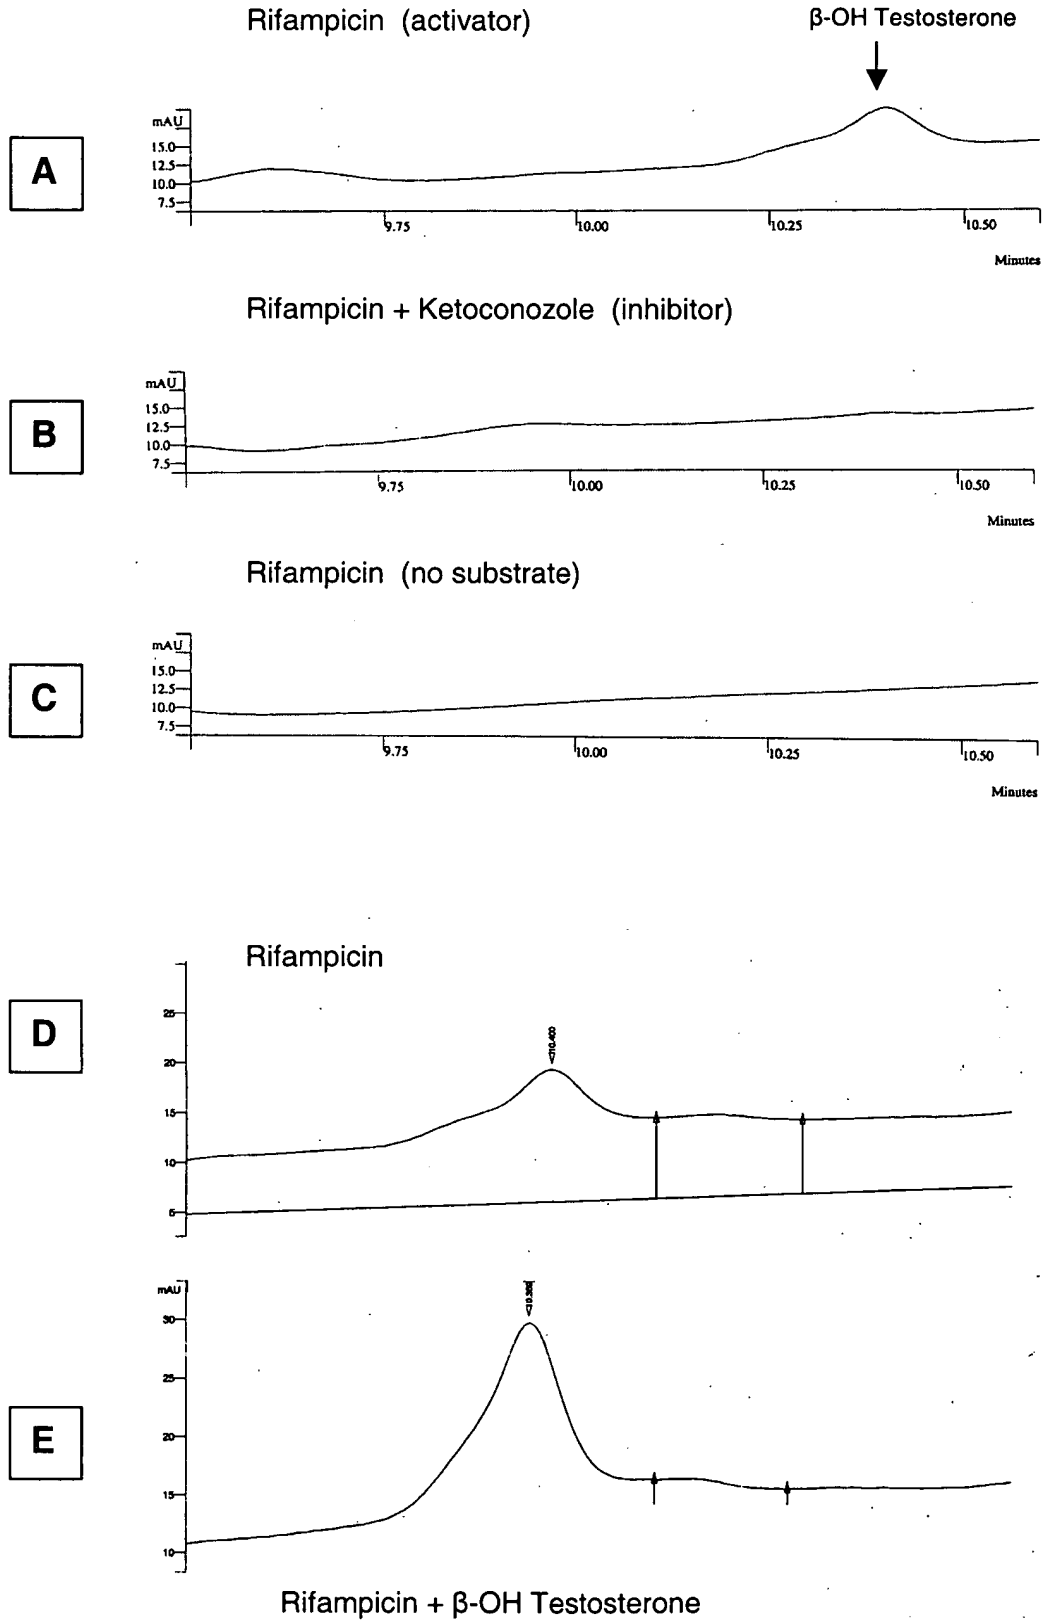 Rifampicin (activator)
β-OH Testosterone
A
mAU
15.0
12.5
10.0
7.5
9.75
10.00
10.25
10.50
Minutes
Rifampicin + Ketoconozole (inhibitor)
B
mAU
15.0
12.5
10.0
7.5
9.75
10.00
10.25
10.50
Minutes
Rifampicin (no substrate)
C
mAU
15.0
12.5
10.0
7.5
9.75
10.00
10.25
10.50
Minutes
Rifampicin
D
25
20
15
10
5
10.400
E
mAU
30
25
20
15
10
Rifampicin + β-OH Testosterone